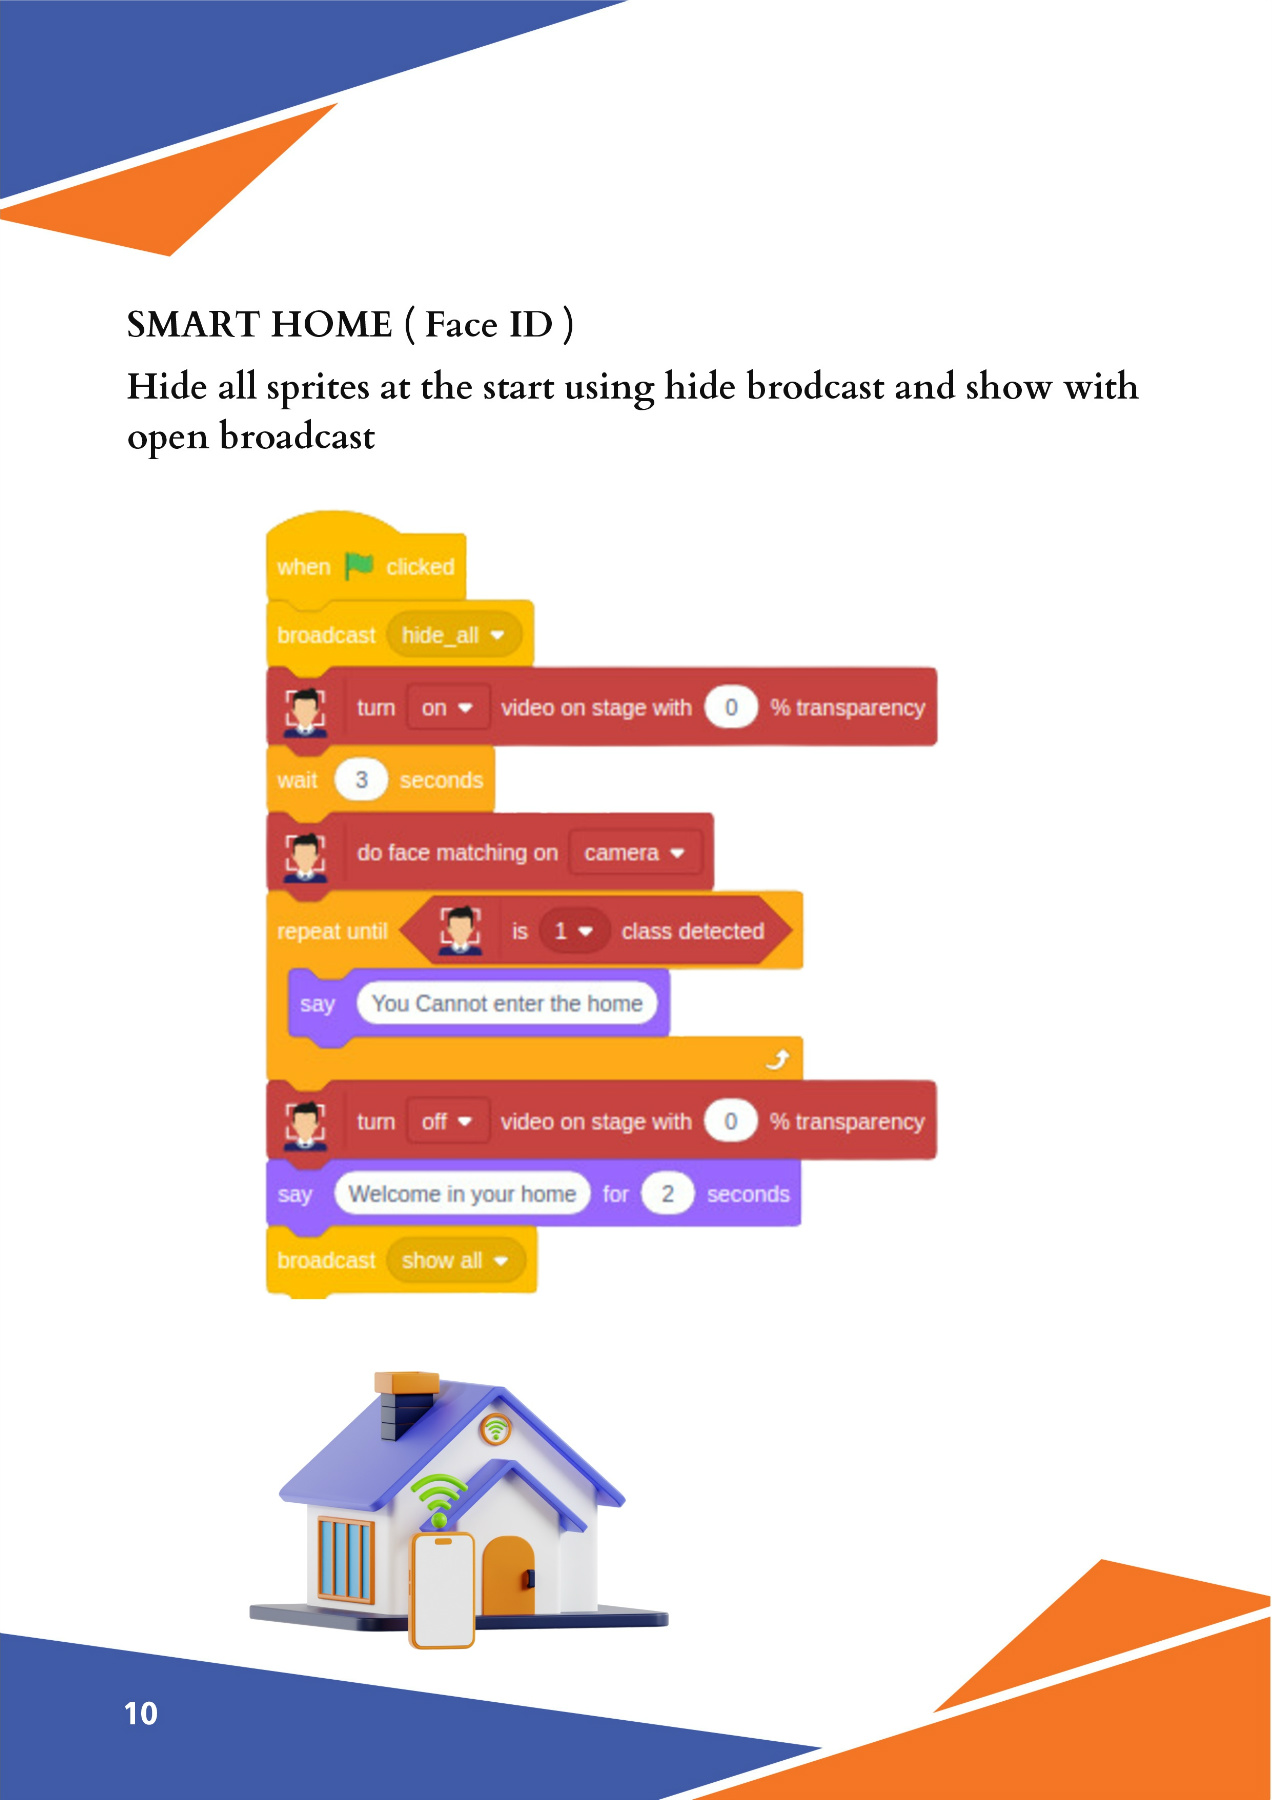 SMART HOME ( Face ID )
Hide all sprites at the start using hide brodcast and show with
open broadcast
when clicked
broadcast hide_all
turn on video on stage with 0 % transparency
wait 3 seconds
do face matching on camera
repeat until is 1 class detected
say You Cannot enter the home
turn off video on stage with 0 % transparency
say Welcome in your home for 2 seconds
broadcast show all
10